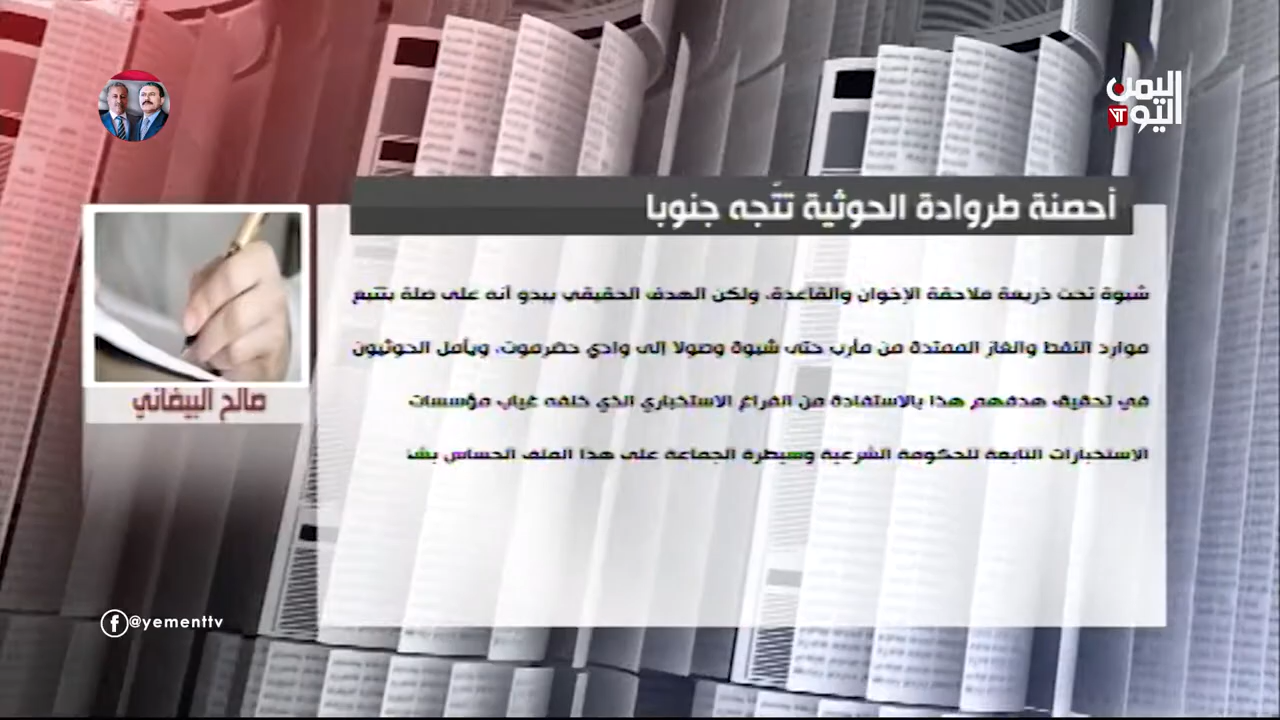 اليمن
اليوم
أحصنة طروادة الحوثية تتّجه جنوبا
شبوة تحت ذريعة ملاحقة الإخوان والقاعدة، ولكن الهدف الحقيقي يبدو أنه على صلة بتتبع
موارد النفط والغاز الممتدة من مأرب حتى شبوة وصولا إلى وادي حضرموت، ويأمل الحوثيون
في تحقيق هدفهم هذا بالاستفادة من الفراغ الاستخباري الذي خلفه غياب مؤسسات
الاستخبارات التابعة للحكومة الشرعية وسيطرة الجماعة على هذا الملف الحساس بشـ
صالح البيضاني
@yementtv